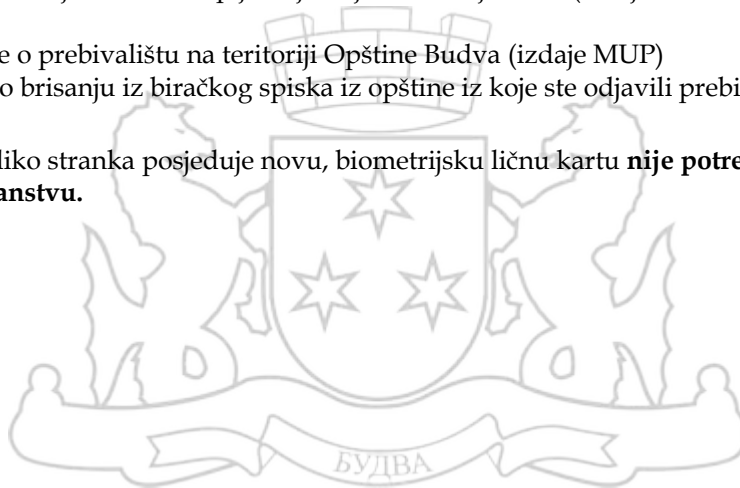 e o prebivalištu na teritoriji Opštine Budva (izdaje MUP)
o brisanju iz biračkog spiska iz opštine iz koje ste odjavili prebi
liko stranka posjeduje novu, biometrijsku ličnu kartu nije potre
anstvu.
БУДВА